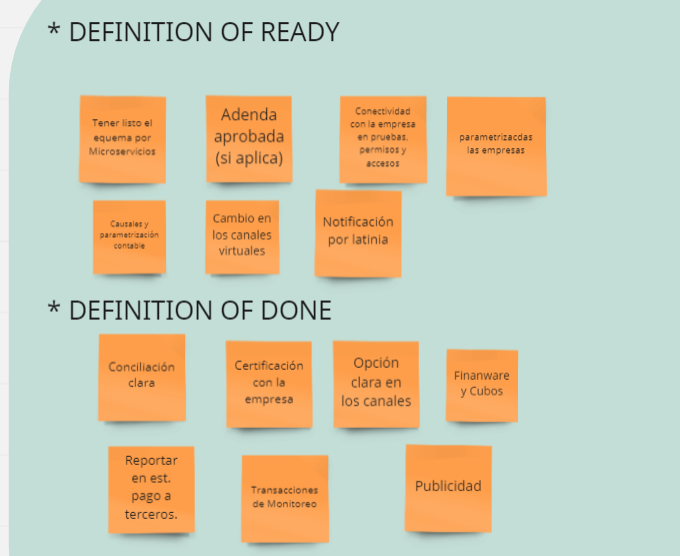 * DEFINITION OF READY
Tener listo el
equema por
Microservicios
Adenda
aprobada
(si aplica)
Conectividad
con la empresa
en pruebas,
permisos y
accesos
parametrizacdas
las empresas
Causales y
parametrización
contable
Cambio en
los canales
virtuales
Notificación
por latinia
* DEFINITION OF DONE
Conciliación
clara
Certificación
con la
empresa
Opción
clara en
los canales
Finanware
y Cubos
Reportar
en est.
pago a
terceros.
Transacciones
de Monitoreo
Publicidad